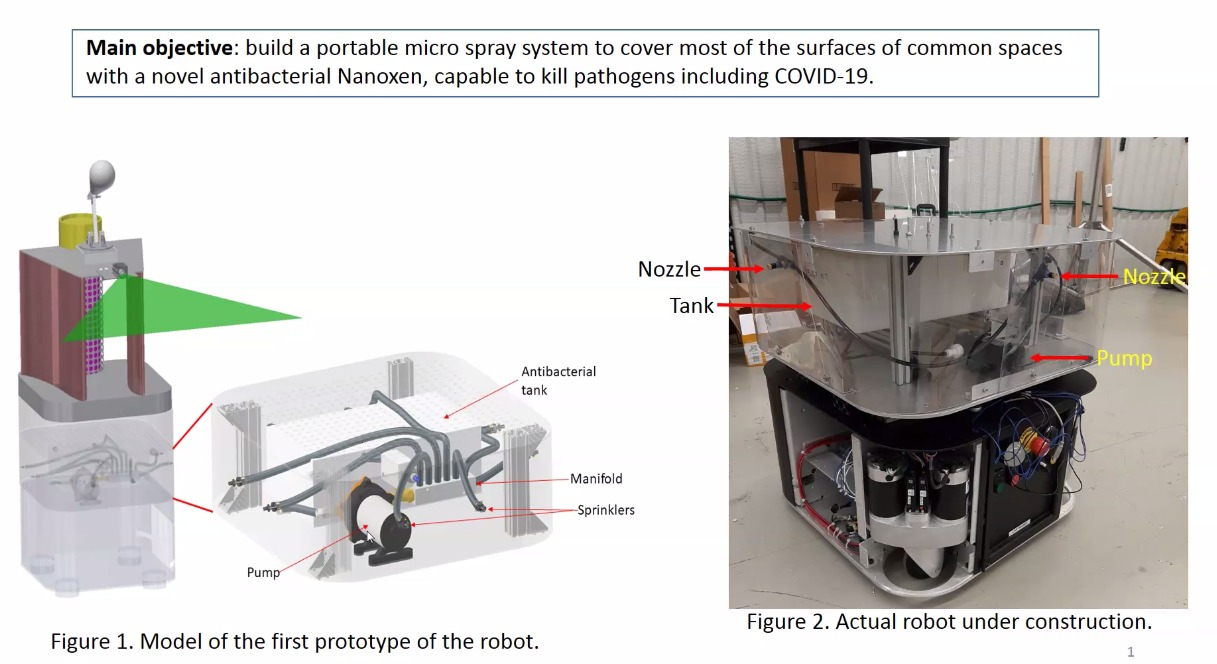 Main objective: build a portable micro spray system to cover most of the surfaces of common spaces
with a novel antibacterial Nanoxen, capable to kill pathogens including COVID-19.
Nozzle
Nozzle
Tank
Pump
Antibacterial
tank
Manifold
Sprinklers
Pump
Figure 1. Model of the first prototype of the robot.
Figure 2. Actual robot under construction.
1